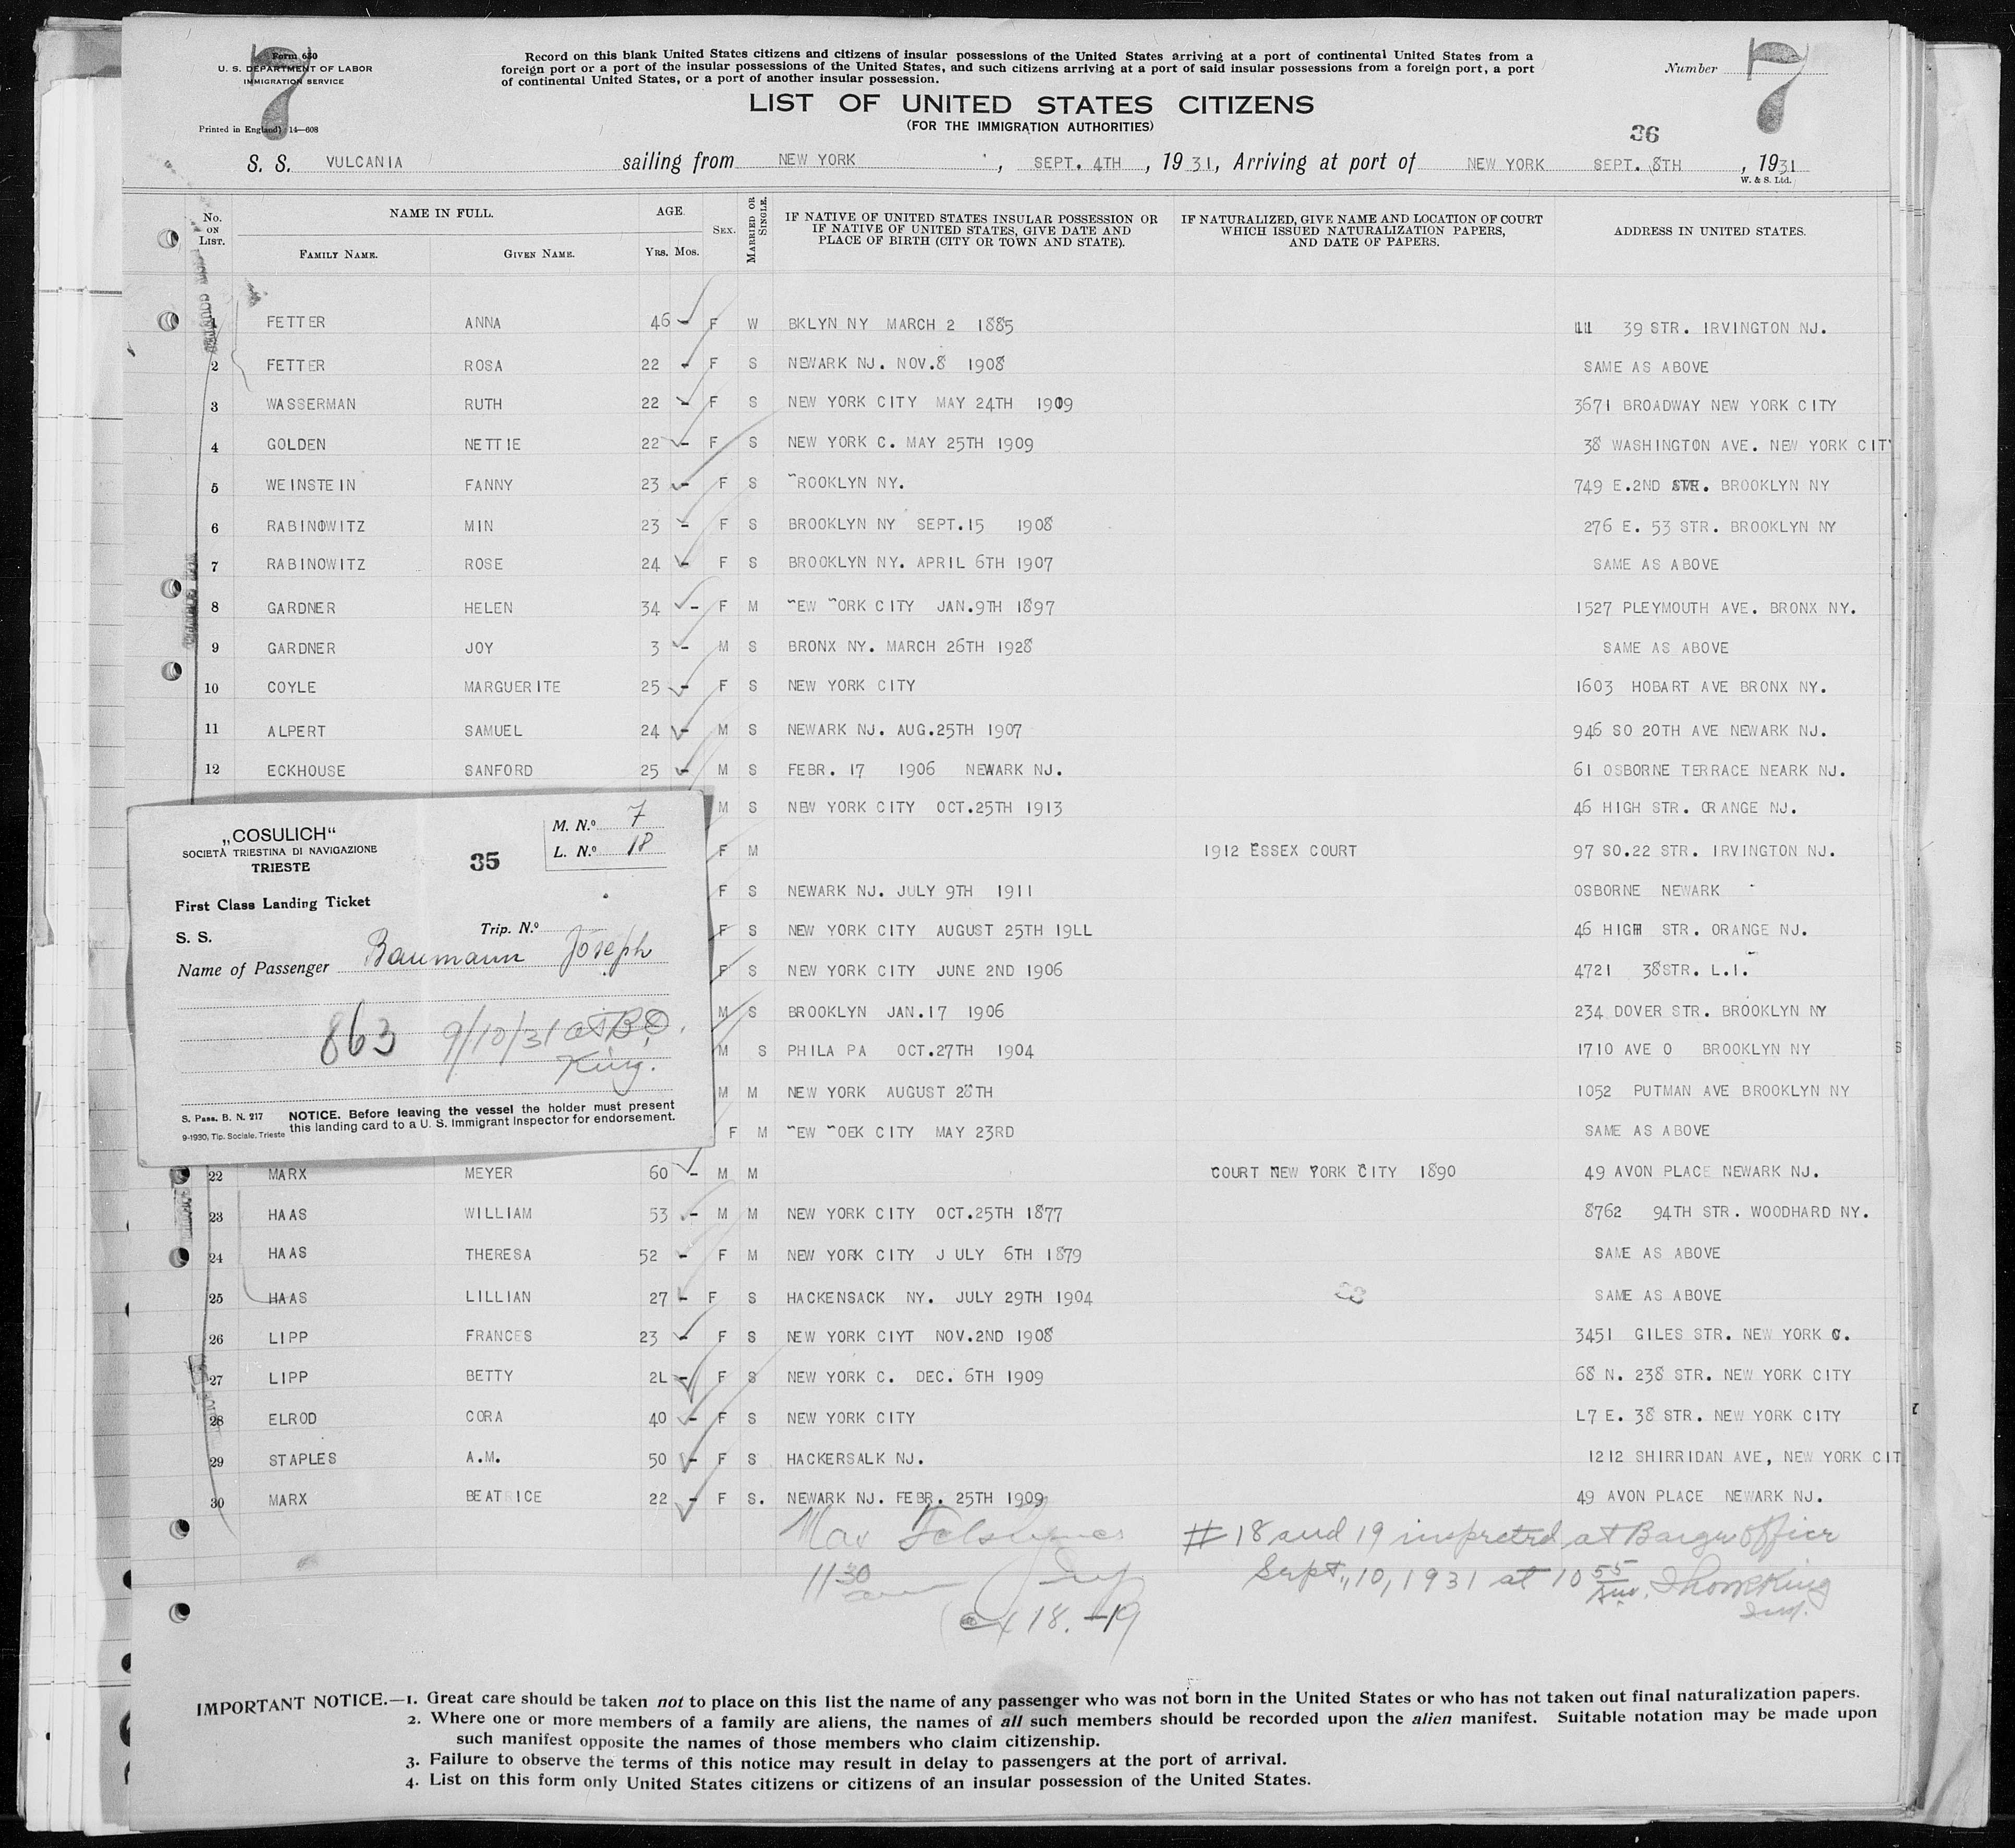 7
Form 630
U. S. DEPARTMENT OF LABOR
IMMIGRATION SERVICE
Printed in England) 14—608
Record on this blank United States citizens and citizens of insular possessions of the United States arriving at a port of continental United States from a
foreign port or a port of the insular possessions of the United States, and such citizens arriving at a port of said insular possessions from a foreign port, a port
of continental United States, or a port of another insular possession.
Number 7
LIST OF UNITED STATES CITIZENS
(FOR THE IMMIGRATION AUTHORITIES)
36
S. S. VULCANIA sailing from NEW YORK , SEPT. 4TH , 1931, Arriving at port of NEW YORK SEPT. 8TH , 1931
W. & S. Ltd.
No. ON LIST. NAME IN FULL. FAMILY NAME. GIVEN NAME. AGE. YRS. MOS. SEX. MARRIED OR SINGLE. IF NATIVE OF UNITED STATES INSULAR POSSESSION OR IF NATIVE OF UNITED STATES, GIVE DATE AND PLACE OF BIRTH (CITY OR TOWN AND STATE). IF NATURALIZED, GIVE NAME AND LOCATION OF COURT WHICH ISSUED NATURALIZATION PAPERS, AND DATE OF PAPERS. ADDRESS IN UNITED STATES.
1 FETTER ANNA 46 - F W BKLYN NY MARCH 2 1885 11 39 STR. IRVINGTON NJ.
2 FETTER ROSA 22 - F S NEWARK NJ. NOV.8 1908 SAME AS ABOVE
3 WASSERMAN RUTH 22 - F S NEW YORK CITY MAY 24TH 1909 3671 BROADWAY NEW YORK CITY
4 GOLDEN NETTIE 22 - F S NEW YORK C. MAY 25TH 1909 38 WASHINGTON AVE. NEW YORK CITY
5 WEINSTEIN FANNY 23 - F S ROOKLYN NY. 749 E.2ND STR. BROOKLYN NY
6 RABINOWITZ MIN 23 - F S BROOKLYN NY SEPT.15 1908 276 E. 53 STR. BROOKLYN NY
7 RABINOWITZ ROSE 24 - F S BROOKLYN NY. APRIL 6TH 1907 SAME AS ABOVE
8 GARDNER HELEN 34 - F M EW ORK CITY JAN.9TH 1897 1527 PLEYMOUTH AVE. BRONX NY.
9 GARDNER JOY 3 - M S BRONX NY. MARCH 26TH 1928 SAME AS ABOVE
10 COYLE MARGUERITE 25 - F S NEW YORK CITY 1603 HOBART AVE BRONX NY.
11 ALPERT SAMUEL 24 - M S NEWARK NJ. AUG.25TH 1907 946 SO 20TH AVE NEWARK NJ.
12 ECKHOUSE SANFORD 25 - M S FEBR. 17 1906 NEWARK NJ. 61 OSBORNE TERRACE NEARK NJ.
M S NEW YORK CITY OCT.25TH 1913 46 HIGH STR. ORANGE NJ.
F M 1912 ESSEX COURT 97 SO.22 STR. IRVINGTON NJ.
F S NEWARK NJ. JULY 9TH 1911 OSBORNE NEWARK
F S NEW YORK CITY AUGUST 25TH 19LL 46 HIGH STR. ORANGE NJ.
F S NEW YORK CITY JUNE 2ND 1906 4721 38STR. L.I.
M S BROOKLYN JAN.17 1906 234 DOVER STR. BROOKLYN NY
M S PHILA PA OCT.27TH 1904 1710 AVE O BROOKLYN NY
M M NEW YORK AUGUST 28TH 1052 PUTMAN AVE BROOKLYN NY
F M EW OEK CITY MAY 23RD SAME AS ABOVE
„COSULICH“
SOCIETÀ TRIESTINA DI NAVIGAZIONE
TRIESTE
35
M. N.º 7
L. N.º 18
First Class Landing Ticket
S. S. Trip. N.º
Name of Passenger Baumann Joseph
863 9/10/31 at B.O.
King.
S. Pass. B. N. 217
9-1930, Tip. Sociale. Trieste
NOTICE. Before leaving the vessel the holder must present
this landing card to a U. S. Immigrant Inspector for endorsement.
22 MARX MEYER 60 - M M COURT NEW YORK CITY 1890 49 AVON PLACE NEWARK NJ.
23 HAAS WILLIAM 53 - M M NEW YORK CITY OCT.25TH 1877 8762 94TH STR. WOODHARD NY.
24 HAAS THERESA 52 - F M NEW YORK CITY J ULY 6TH 1879 SAME AS ABOVE
25 HAAS LILLIAN 27 - F S HACKENSACK NY. JULY 29TH 1904 SAME AS ABOVE
26 LIPP FRANCES 23 - F S NEW YORK CIYT NOV.2ND 1908 3451 GILES STR. NEW YORK C.
27 LIPP BETTY 2L - F S NEW YORK C. DEC. 6TH 1909 68 N. 238 STR. NEW YORK CITY
28 ELROD CORA 40 - F S NEW YORK CITY L7 E. 38 STR. NEW YORK CITY
29 STAPLES A.M. 50 - F S HACKERSALK NJ. 1212 SHIRRIDAN AVE, NEW YORK CIT
30 MARX BEATRICE 22 - F S. NEWARK NJ. FEBR. 25TH 1909 49 AVON PLACE NEWARK NJ.
Max
11 30
am Insp
ex 18.-19
# 18 and 19 inspected at Barge Office
Sept. 10, 1931 at 10 55 am. King
Insp.
IMPORTANT NOTICE.—1. Great care should be taken not to place on this list the name of any passenger who was not born in the United States or who has not taken out final naturalization papers.
2. Where one or more members of a family are aliens, the names of all such members should be recorded upon the alien manifest. Suitable notation may be made upon
such manifest opposite the names of those members who claim citizenship.
3. Failure to observe the terms of this notice may result in delay to passengers at the port of arrival.
4. List on this form only United States citizens or citizens of an insular possession of the United States.